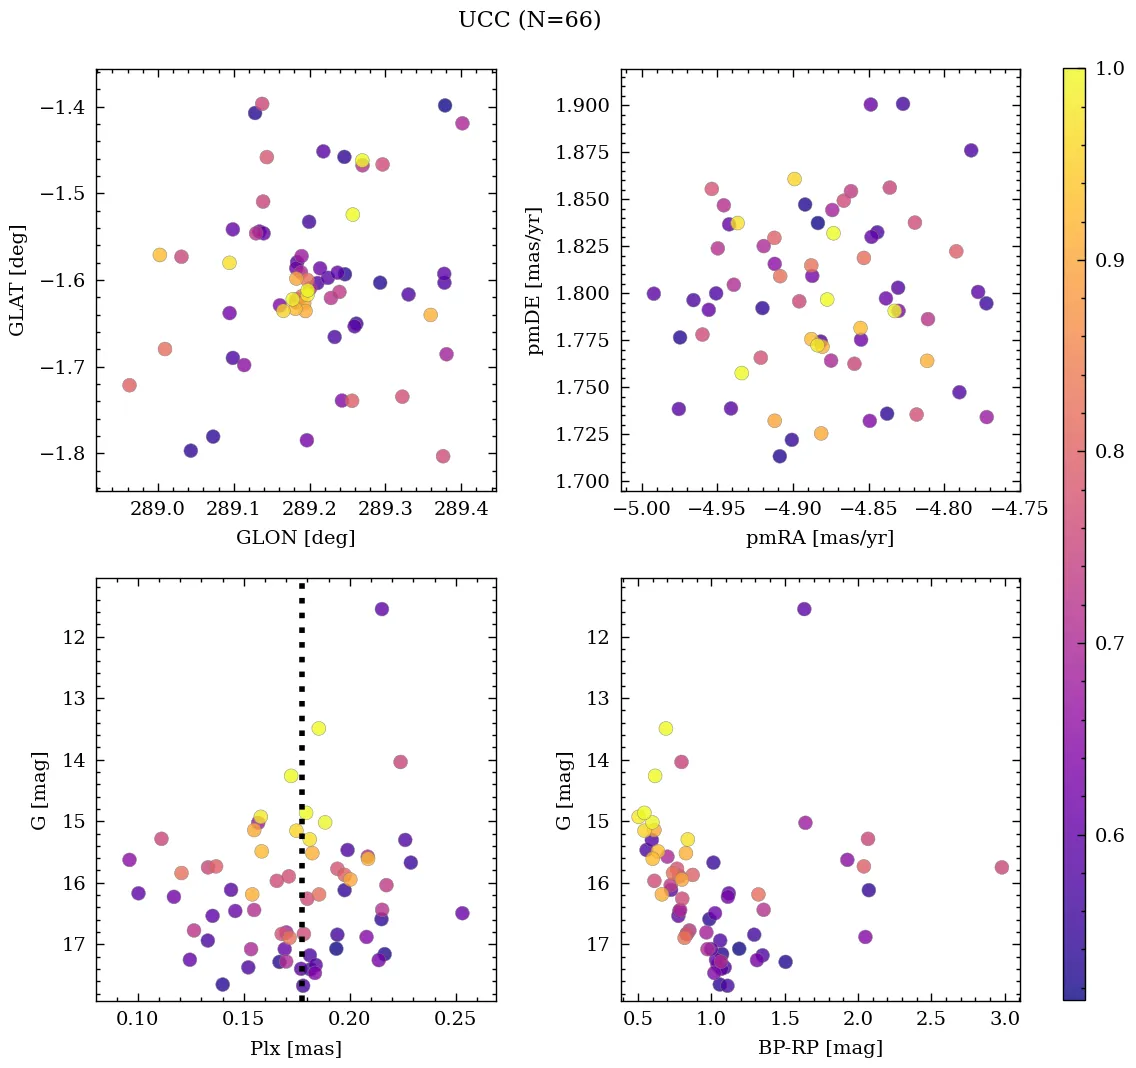 UCC (N=66)
−1.4
−1.5
−1.6
−1.7
−1.8
GLAT [deg]
289.0 289.1 289.2 289.3 289.4
GLON [deg]
1.900
1.875
1.850
1.825
1.800
1.775
1.750
1.725
1.700
pmDE [mas/yr]
−5.00 −4.95 −4.90 −4.85 −4.80 −4.75
pmRA [mas/yr]
12
13
14
15
16
17
G [mag]
0.10 0.15 0.20 0.25
Plx [mas]
12
13
14
15
16
17
G [mag]
0.5 1.0 1.5 2.0 2.5 3.0
BP-RP [mag]
1.0
0.9
0.8
0.7
0.6